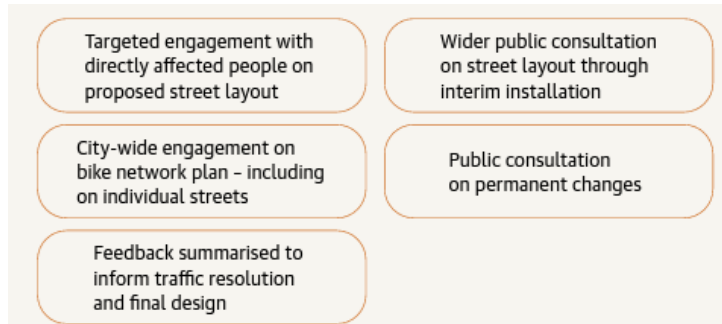 Targeted engagement with
directly affected people on
proposed street layout
Wider public consultation
on street layout through
interim installation
City-wide engagement on
bike network plan – including
on individual streets
Public consultation
on permanent changes
Feedback summarised to
inform traffic resolution
and final design